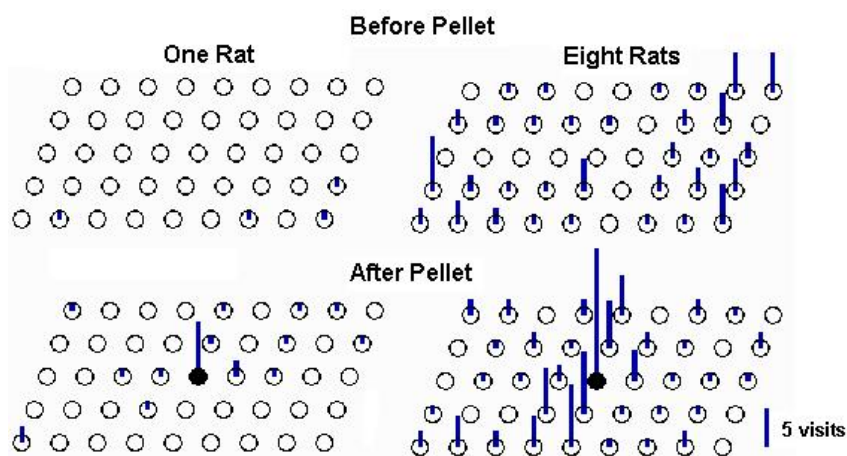 Before Pellet
One Rat
Eight Rats
After Pellet
5 visits